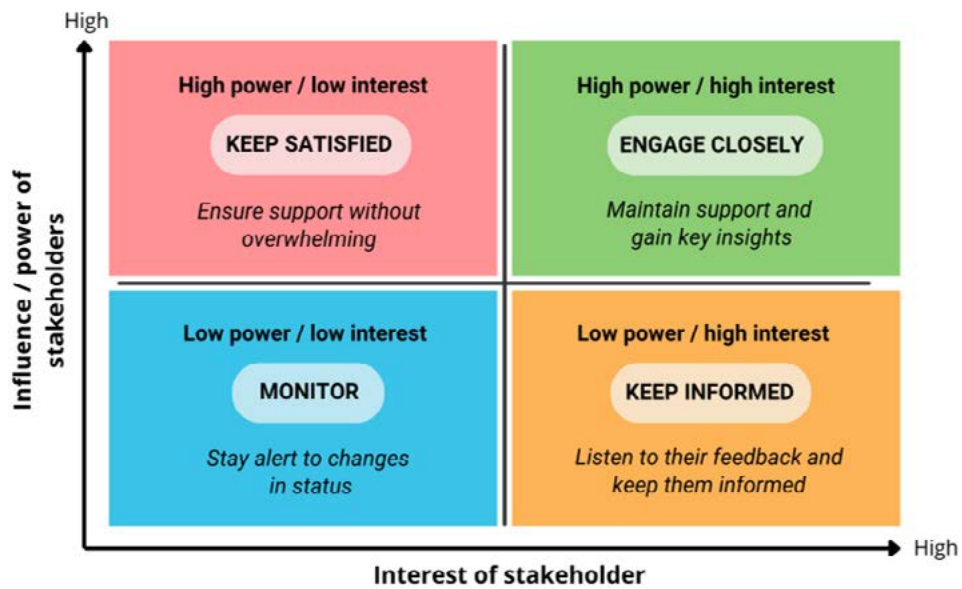 High
High power / low interest
KEEP SATISFIED
Ensure support without
overwhelming
High power / high interest
ENGAGE CLOSELY
Maintain support and
gain key insights
Influence / power of
stakeholders
Low power / low interest
MONITOR
Stay alert to changes
in status
Low power / high interest
KEEP INFORMED
Listen to their feedback and
keep them informed
High
Interest of stakeholder